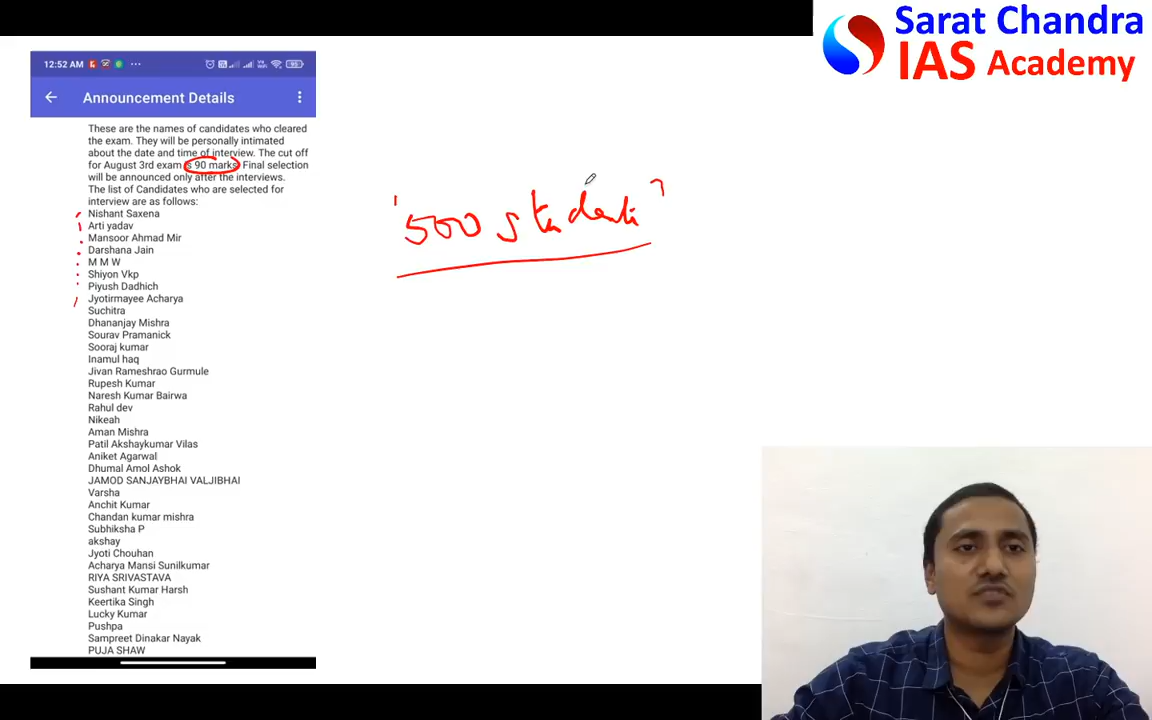 Sarat Chandra
IAS Academy
12:52 AM
95
Announcement Details
These are the names of candidates who cleared
the exam. They will be personally intimated
about the date and time of interview. The cut off
for August 3rd exam is 90 marks. Final selection
will be announced only after the interviews.
The list of Candidates who are selected for
interview are as follows:
Nishant Saxena
Arti yadav
Mansoor Ahmad Mir
Darshana Jain
M M W
Shiyon Vkp
Piyush Dadhich
Jyotirmayee Acharya
Suchitra
Dhananjay Mishra
Sourav Pramanick
Sooraj kumar
Inamul haq
Jivan Rameshrao Gurmule
Rupesh Kumar
Naresh Kumar Bairwa
Rahul dev
Nikeah
Aman Mishra
Patil Akshaykumar Vilas
Aniket Agarwal
Dhumal Amol Ashok
JAMOD SANJAYBHAI VALJIBHAI
Varsha
Anchit Kumar
Chandan kumar mishra
Subhiksha P
akshay
Jyoti Chouhan
Acharya Mansi Sunilkumar
RIYA SRIVASTAVA
Sushant Kumar Harsh
Keertika Singh
Lucky Kumar
Pushpa
Sampreet Dinakar Nayak
PUJA SHAW
'500 students'